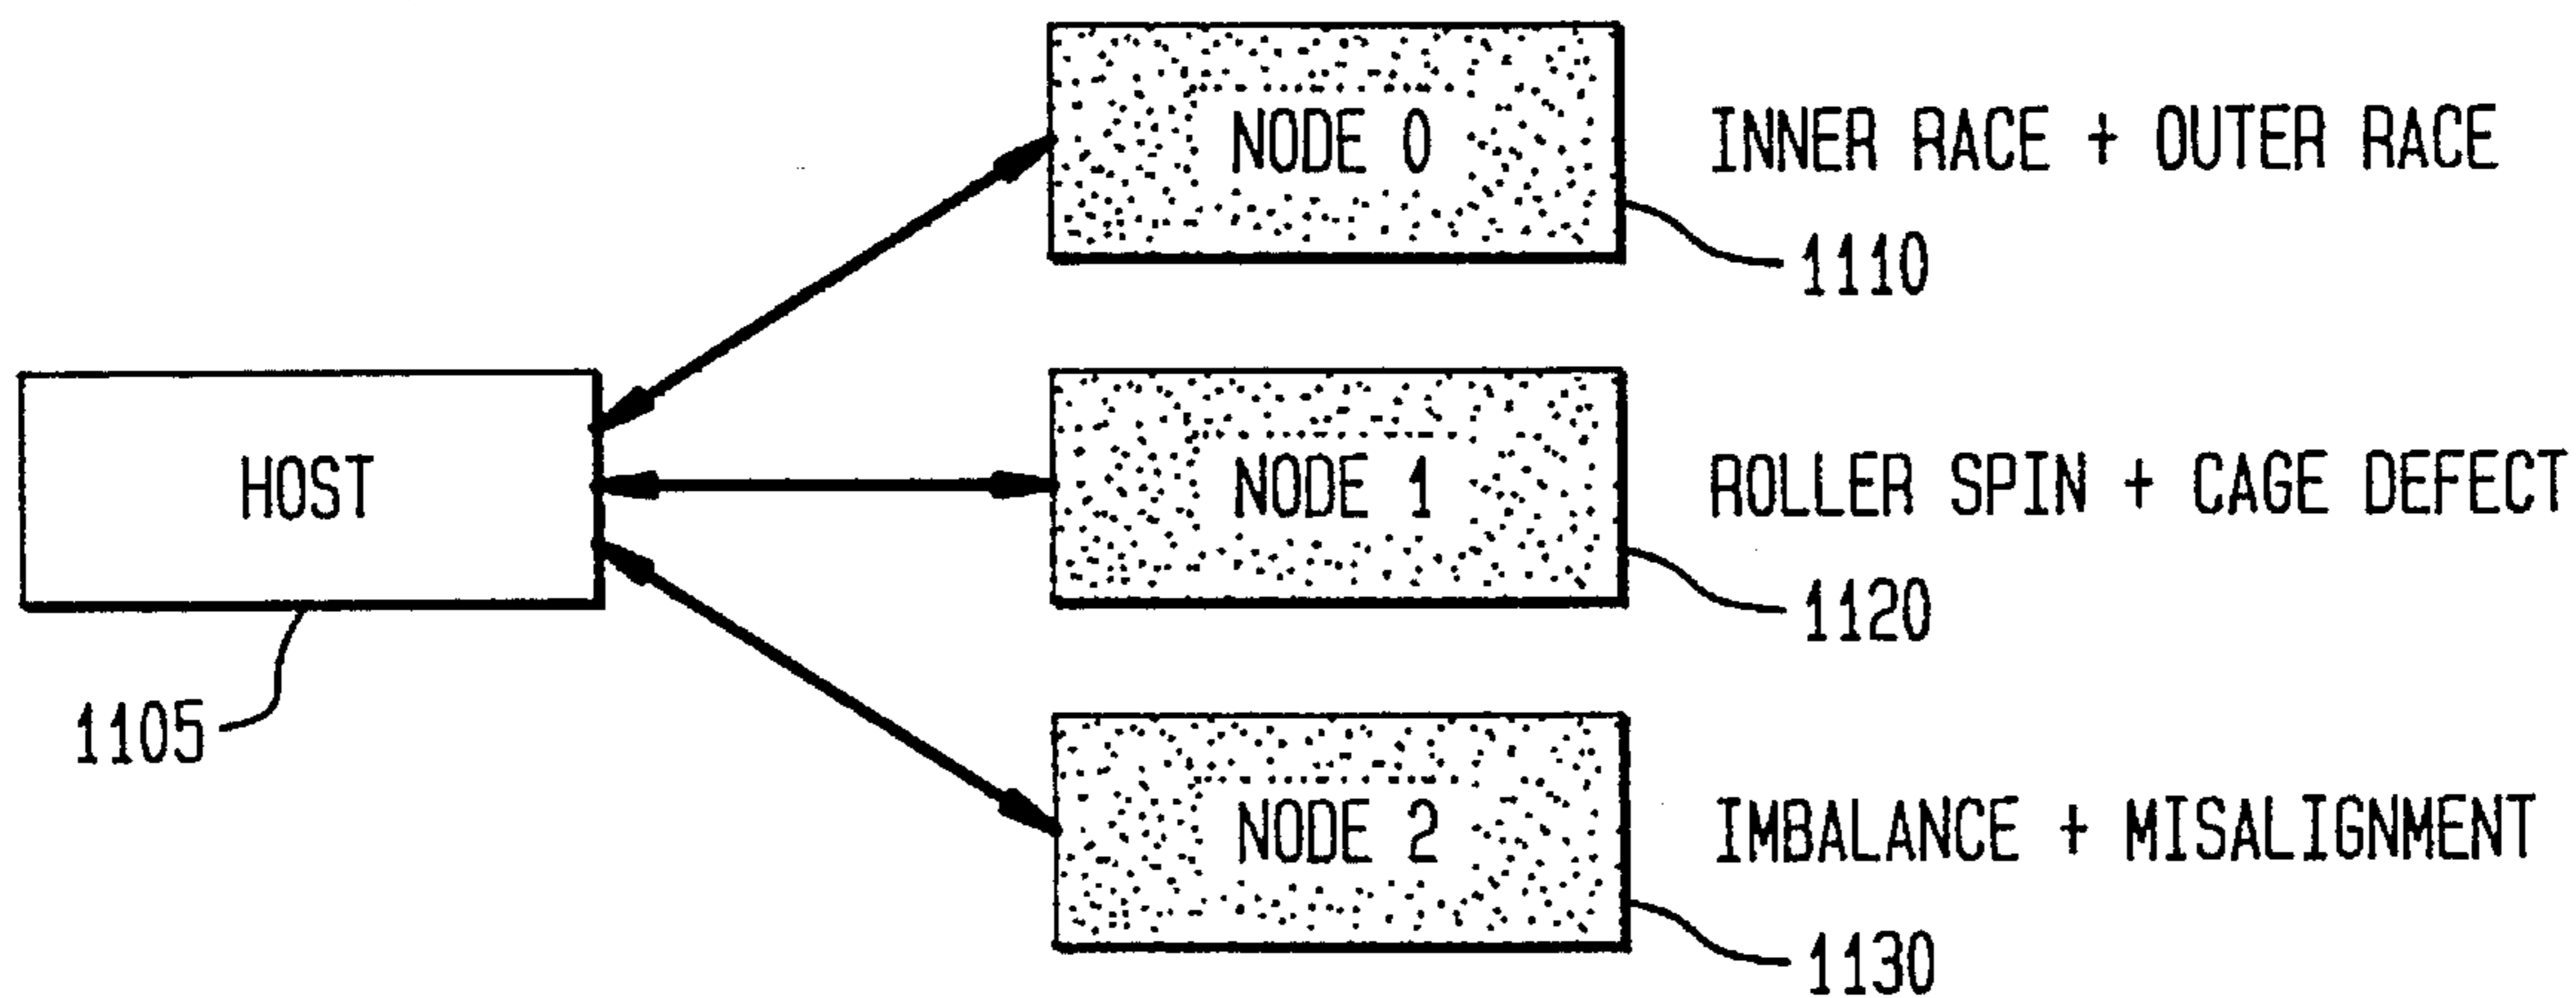 NODE 0
INNER RACE + OUTER RACE
1110
HOST
NODE 1
ROLLER SPIN + CAGE DEFECT
1120
1105
NODE 2
IMBALANCE + MISALIGNMENT
1130